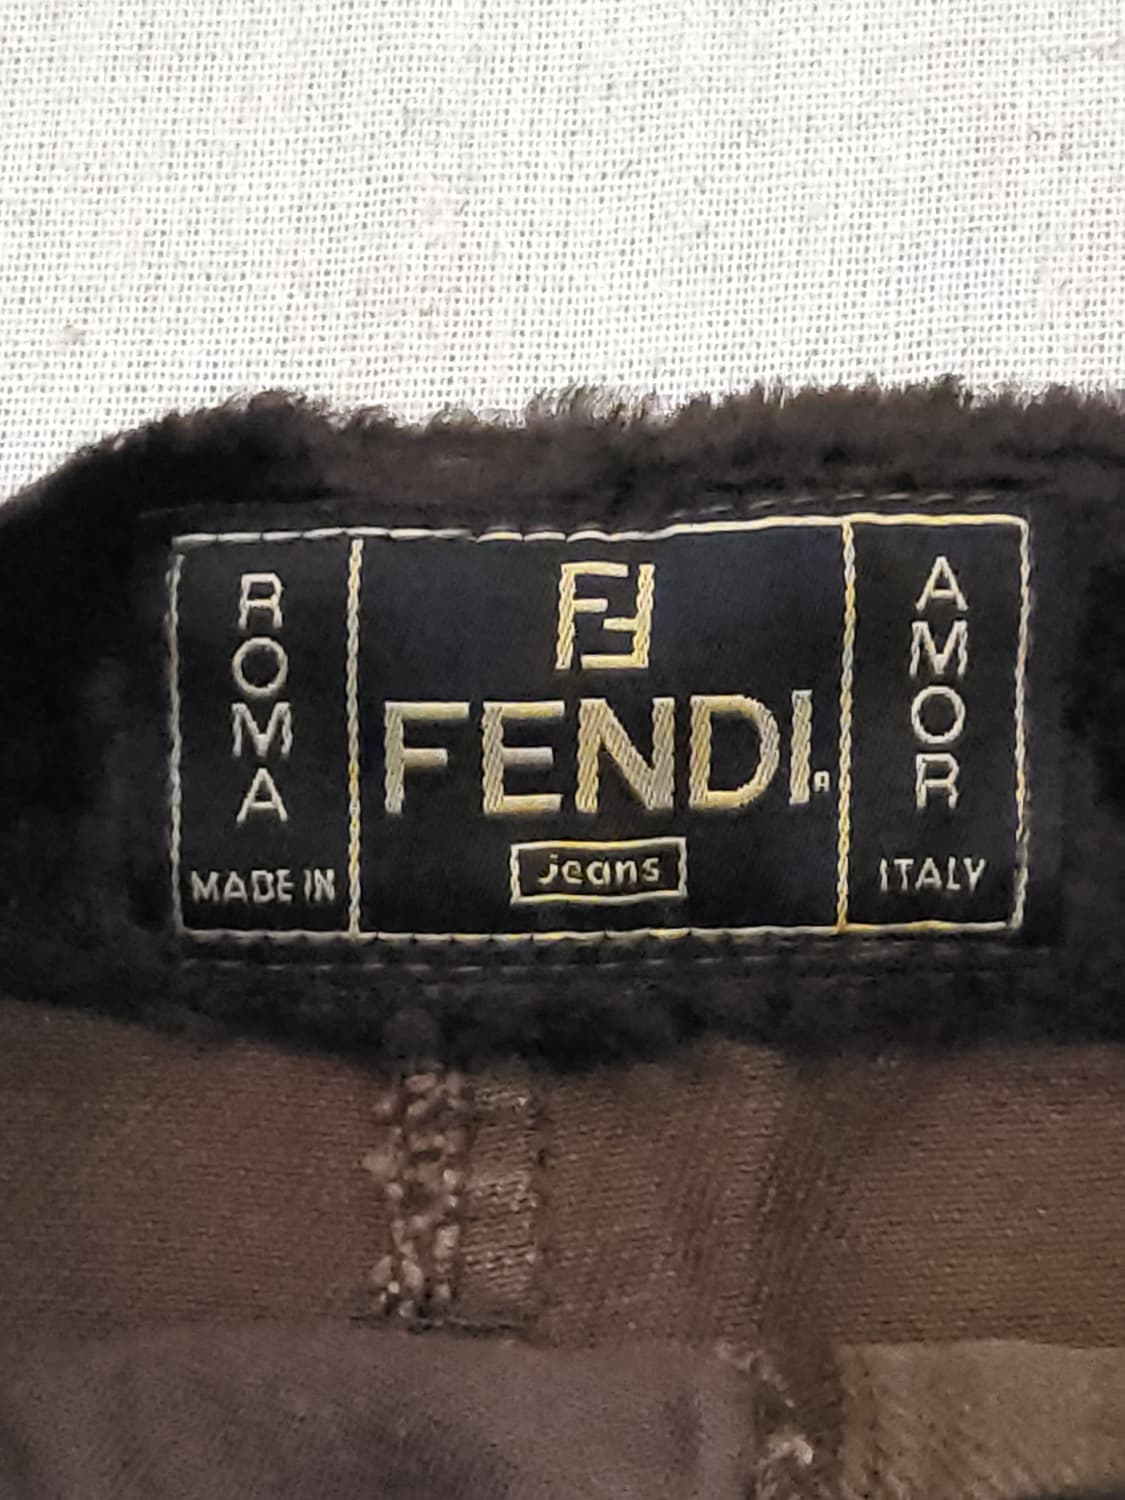 ROMA
MADE IN
FF
FENDI®
jeans
AMOR
ITALY